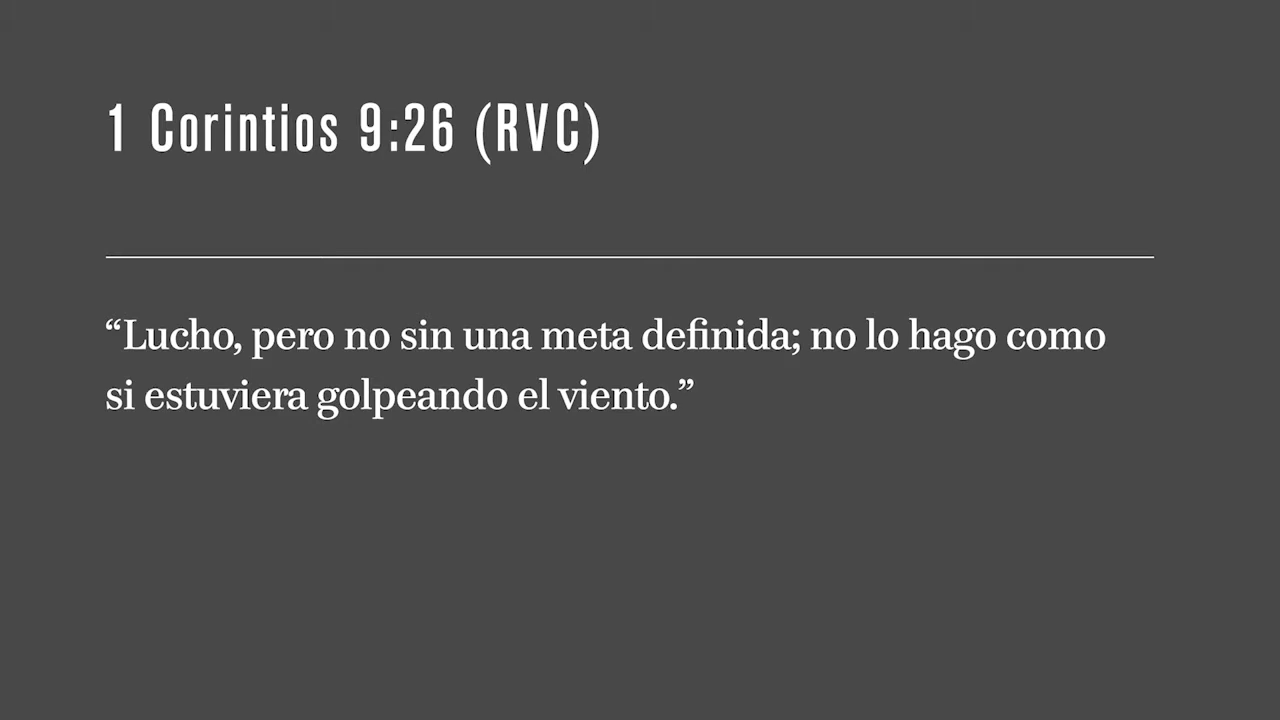 1 Corintios 9:26 (RVC)
“Lucho, pero no sin una meta definida; no lo hago como
si estuviera golpeando el viento.”